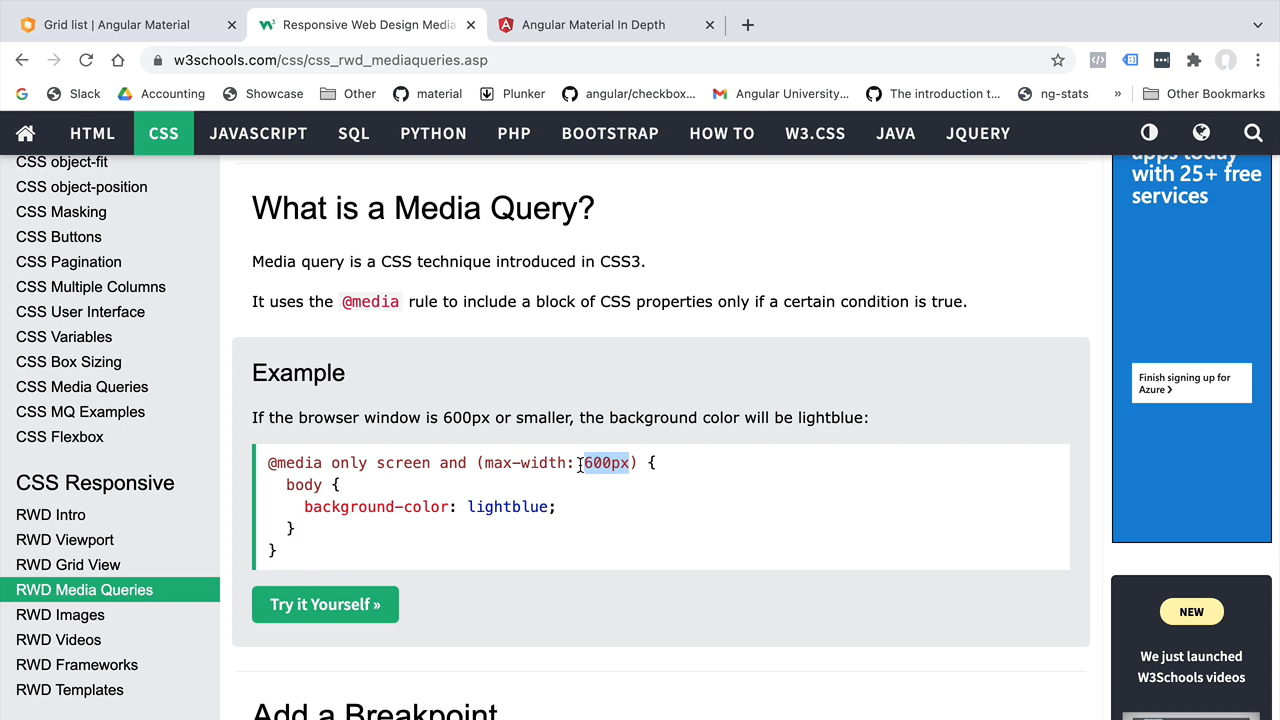 Grid list | Angular Material
Responsive Web Design Media
Angular Material In Depth
w3schools.com/css/css_rwd_mediaqueries.asp
Slack
Accounting
Showcase
Other
material
Plunker
angular/checkbox...
Angular University,...
The introduction t...
ng-stats
»
Other Bookmarks
HTML
CSS
JAVASCRIPT
SQL
PYTHON
PHP
BOOTSTRAP
HOW TO
W3.CSS
JAVA
JQUERY
CSS object-fit
CSS object-position
CSS Masking
CSS Buttons
CSS Pagination
CSS Multiple Columns
CSS User Interface
CSS Variables
CSS Box Sizing
CSS Media Queries
CSS MQ Examples
CSS Flexbox
CSS Responsive
RWD Intro
RWD Viewport
RWD Grid View
RWD Media Queries
RWD Images
RWD Videos
RWD Frameworks
RWD Templates
What is a Media Query?
Media query is a CSS technique introduced in CSS3.
It uses the @media rule to include a block of CSS properties only if a certain condition is true.
Example
If the browser window is 600px or smaller, the background color will be lightblue:
@media only screen and (max-width: 600px) {
body {
background-color: lightblue;
}
}
Try it Yourself »
Add a Breakpoint
apps today
with 25+ free
services
Finish signing up for
Azure >
NEW
We just launched
W3Schools videos